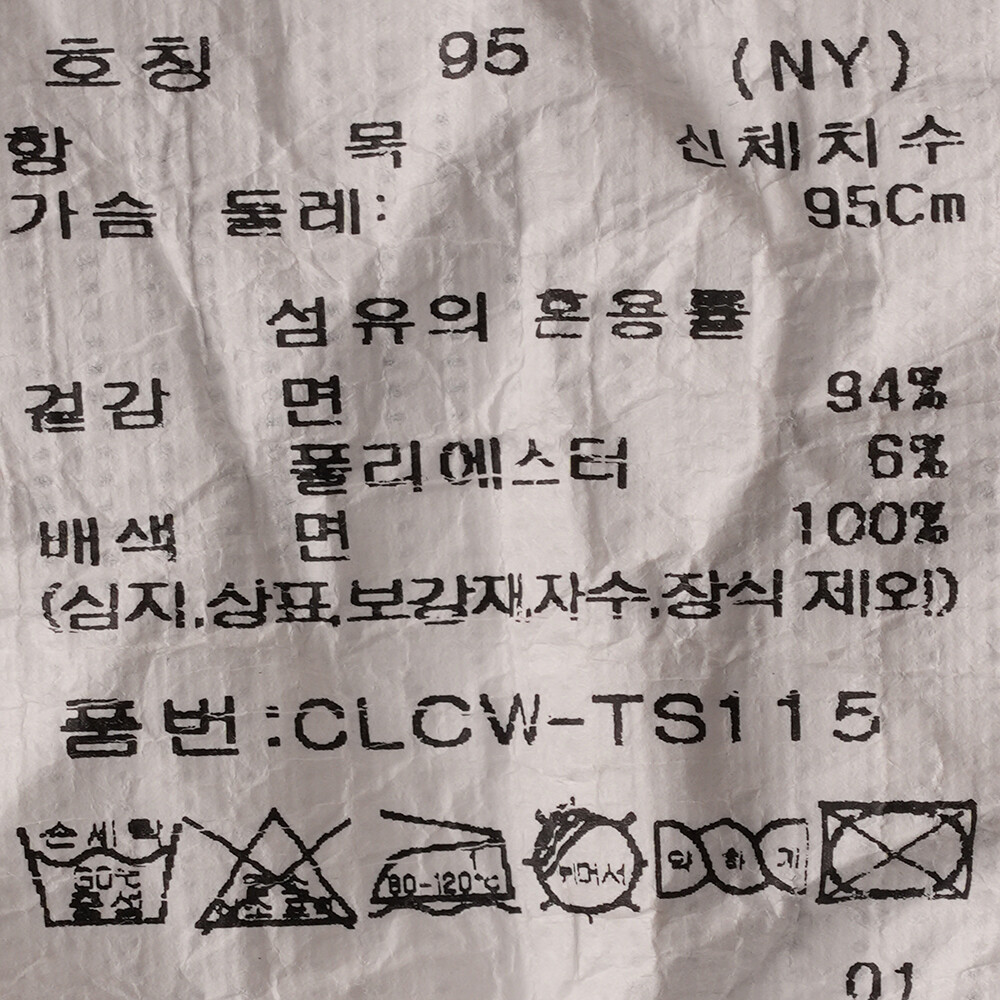 호칭 95 (NY)
항 목 신체치수
가슴 둘레: 95Cm
섬유의 혼용률
겉감 면 94%
폴리에스터 6%
배색 면 100%
(심지,상표,보강재,자수,장식 제외)
품번:CLCW-TS115
손세탁 80-120℃ 뉘어서 약하게
01